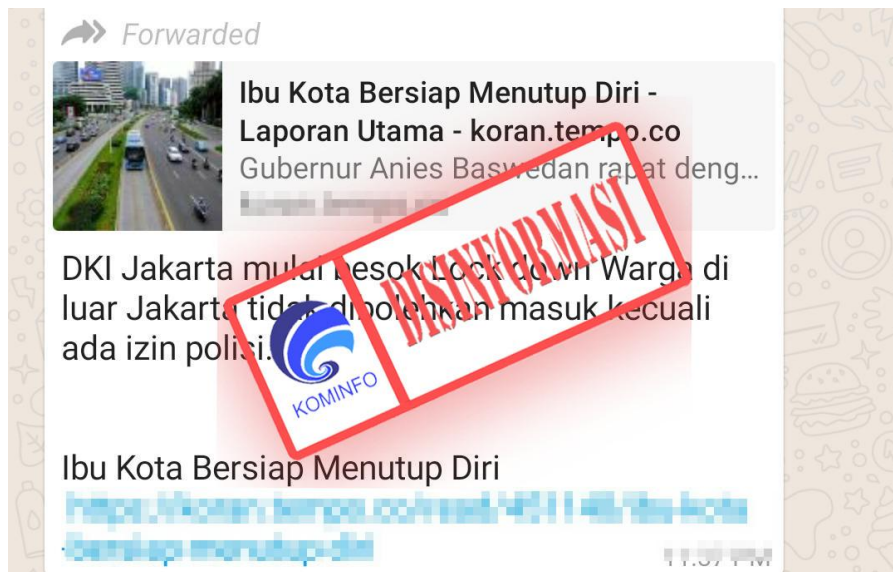 Forwarded
Ibu Kota Bersiap Menutup Diri -
Laporan Utama - koran.tempo.co
Gubernur Anies Baswedan rapat deng...
DKI Jakarta mulai besok Lock down Warga di
luar Jakarta tidak dibolehkan masuk kecuali
ada izin polisi.
DISINFORMASI
KOMINFO
Ibu Kota Bersiap Menutup Diri